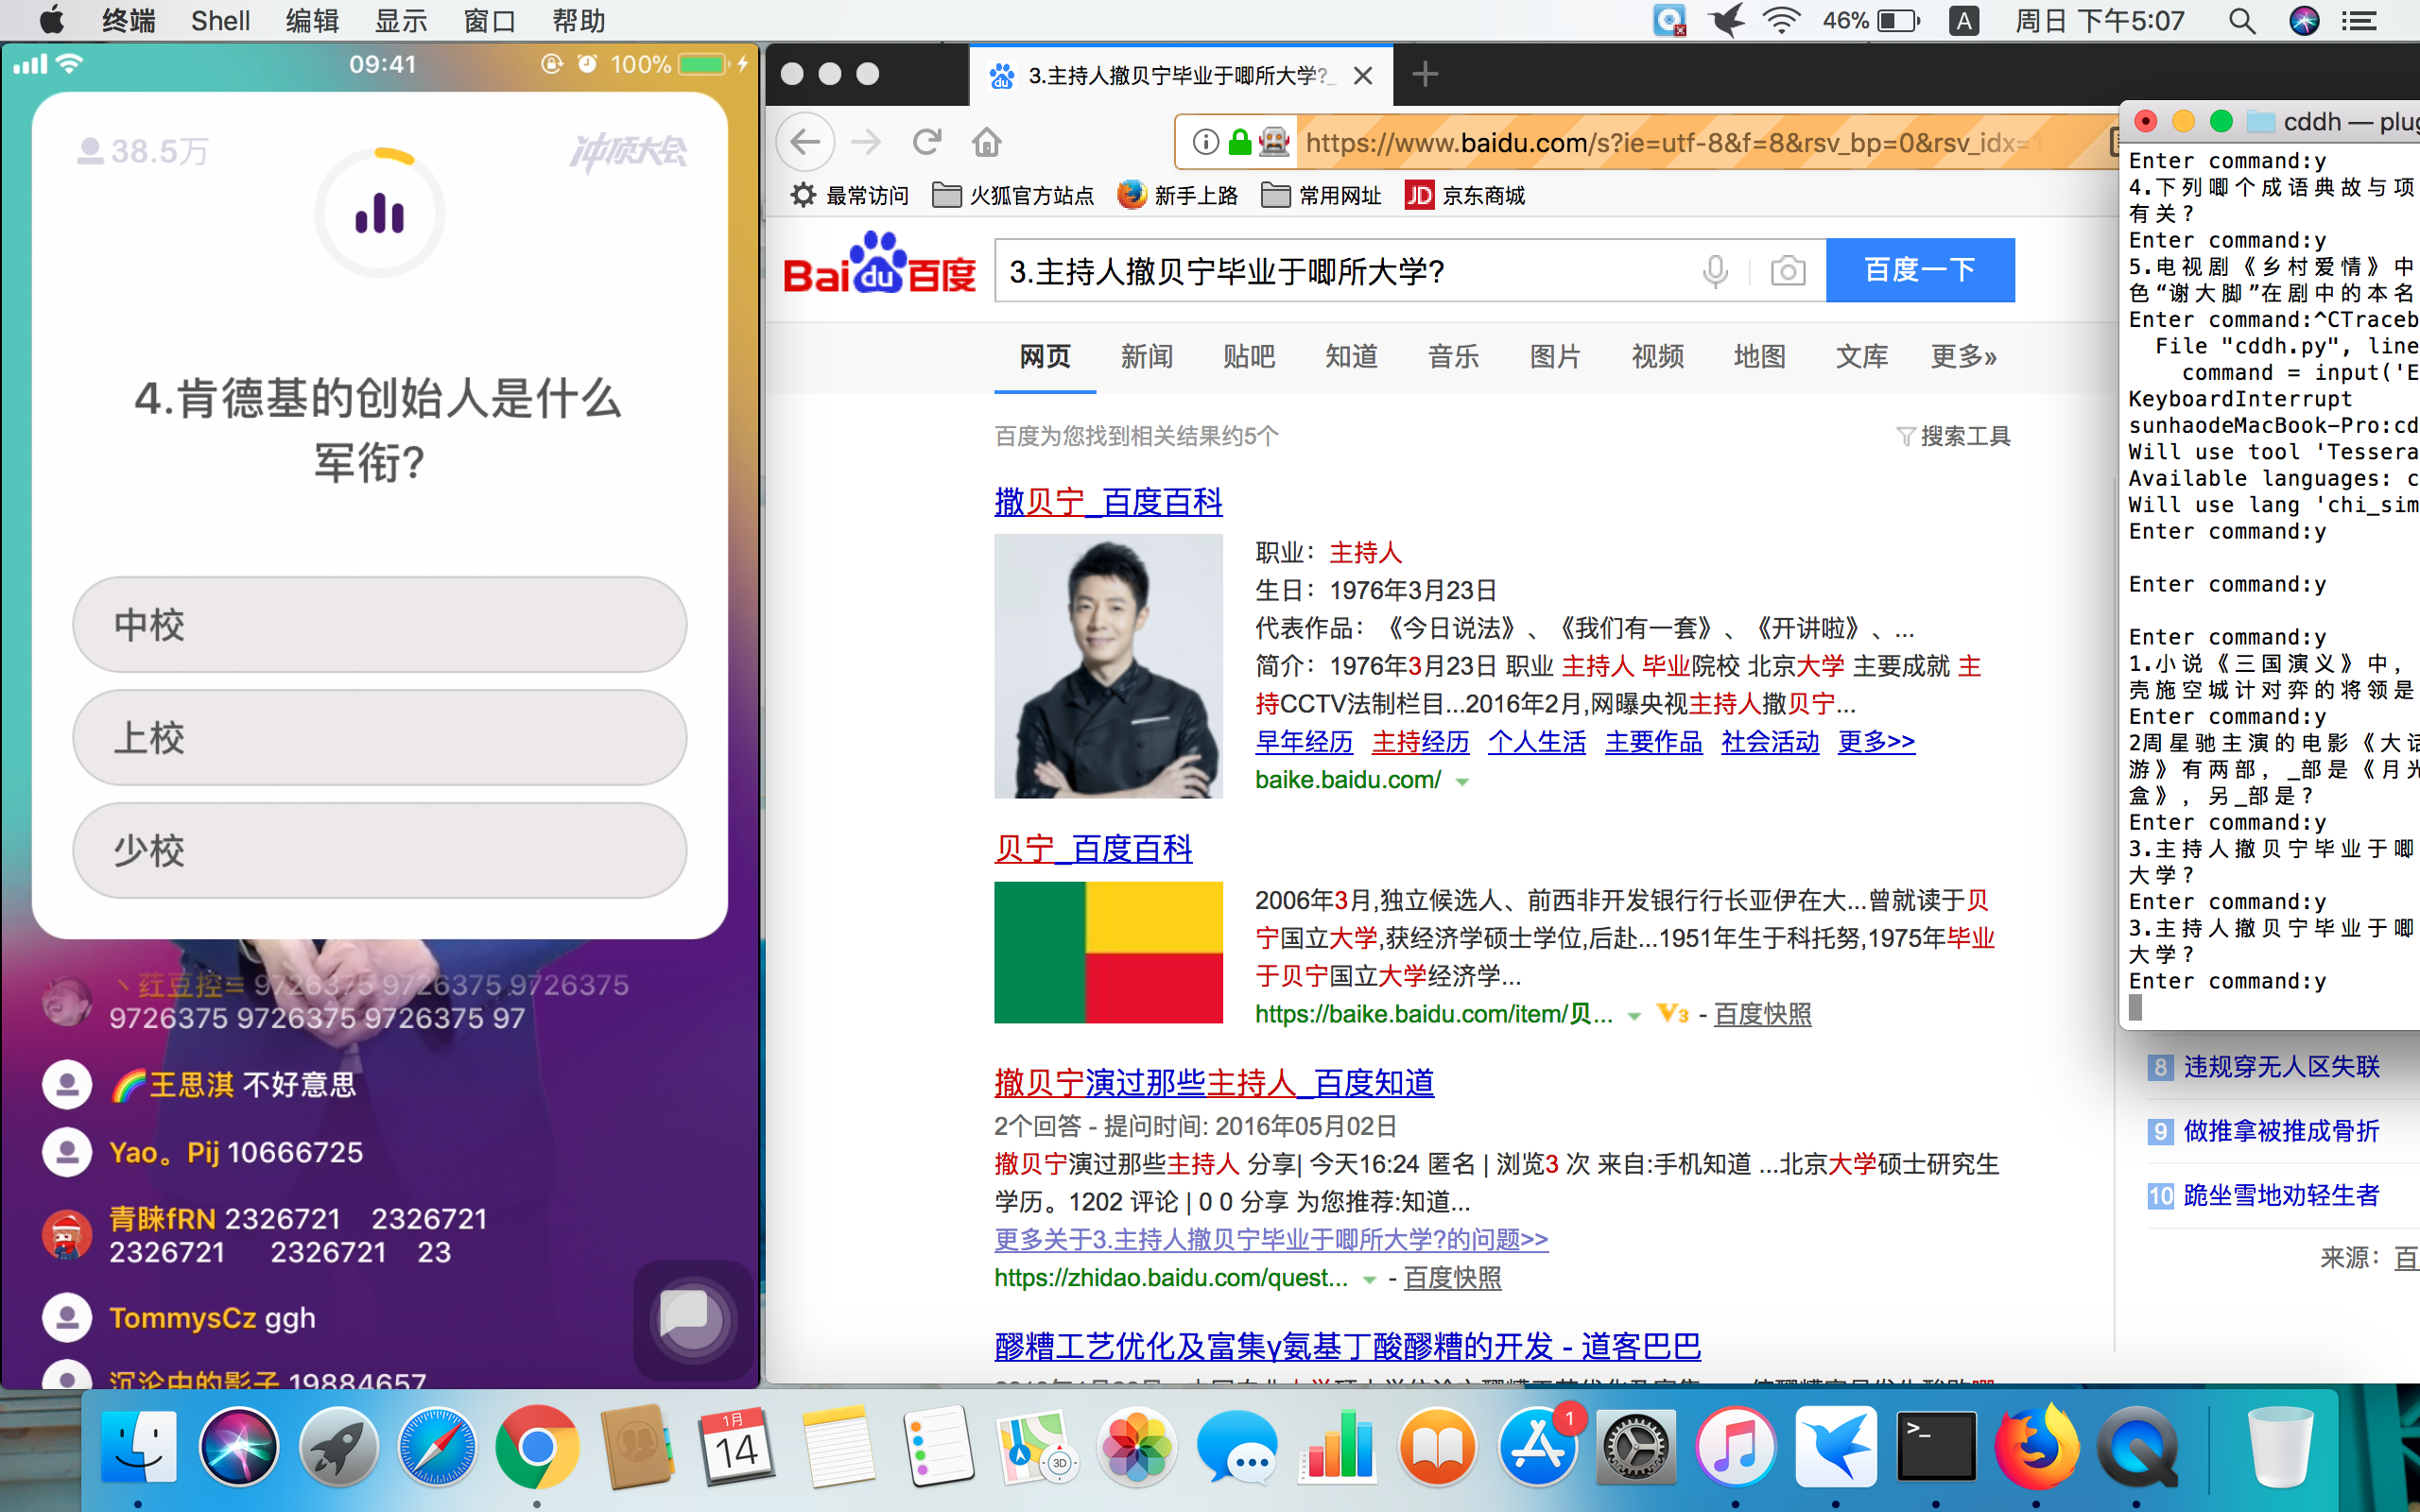 终端 Shell 编辑 显示 窗口 帮助
46% A 周日 下午5:07
09:41 100%
38.5万 冲顶大会
4.肯德基的创始人是什么
军衔?
中校
上校
少校
丶荭豆控= 9726375 9726375 9726375
9726375 9726375 9726375 97
王思淇 不好意思
Yao。Pij 10666725
青睐fRN 2326721 2326721
2326721 2326721 23
TommysCz ggh
沉沦中的影子 19884657
3.主持人撤贝宁毕业于唧所大学?_
https://www.baidu.com/s?ie=utf-8&f=8&rsv_bp=0&rsv_idx=1
最常访问 火狐官方站点 新手上路 常用网址 JD 京东商城
Bai du 百度
3.主持人撤贝宁毕业于唧所大学?
百度一下
网页 新闻 贴吧 知道 音乐 图片 视频 地图 文库 更多»
百度为您找到相关结果约5个 搜索工具
撒贝宁_百度百科
职业：主持人
生日：1976年3月23日
代表作品：《今日说法》、《我们有一套》、《开讲啦》、...
简介：1976年3月23日 职业 主持人 毕业院校 北京大学 主要成就 主
持CCTV法制栏目...2016年2月,网曝央视主持人撒贝宁...
早年经历 主持经历 个人生活 主要作品 社会活动 更多>>
baike.baidu.com/
贝宁_百度百科
2006年3月,独立候选人、前西非开发银行行长亚伊在大...曾就读于贝
宁国立大学,获经济学硕士学位,后赴...1951年生于科托努,1975年毕业
于贝宁国立大学经济学...
https://baike.baidu.com/item/贝... V3 - 百度快照
撤贝宁演过那些主持人_百度知道
2个回答 - 提问时间: 2016年05月02日
撤贝宁演过那些主持人 分享| 今天16:24 匿名 | 浏览3 次 来自:手机知道 ...北京大学硕士研究生
学历。1202 评论 | 0 0 分享 为您推荐:知道...
更多关于3.主持人撤贝宁毕业于唧所大学?的问题>>
https://zhidao.baidu.com/quest... - 百度快照
醪糟工艺优化及富集γ氨基丁酸醪糟的开发 - 道客巴巴
cddh — plug
Enter command:y
4.下列唧个成语典故与项
有关?
Enter command:y
5.电视剧《乡村爱情》中
色“谢大脚”在剧中的本名
Enter command:^CTraceb
File "cddh.py", line
command = input('E
KeyboardInterrupt
sunhaodeMacBook-Pro:cd
Will use tool 'Tessera
Available languages: c
Will use lang 'chi_sim
Enter command:y
Enter command:y
Enter command:y
1.小说《三国演义》中,
壳施空城计对弈的将领是
Enter command:y
2周星驰主演的电影《大话
游》有两部, _部是《月光
盒》, 另_部是?
Enter command:y
3.主持人撤贝宁毕业于唧
大学?
Enter command:y
3.主持人撤贝宁毕业于唧
大学?
Enter command:y
8 违规穿无人区失联
9 做推拿被推成骨折
10 跪坐雪地劝轻生者
来源：百
1月
14
3D
1
>_